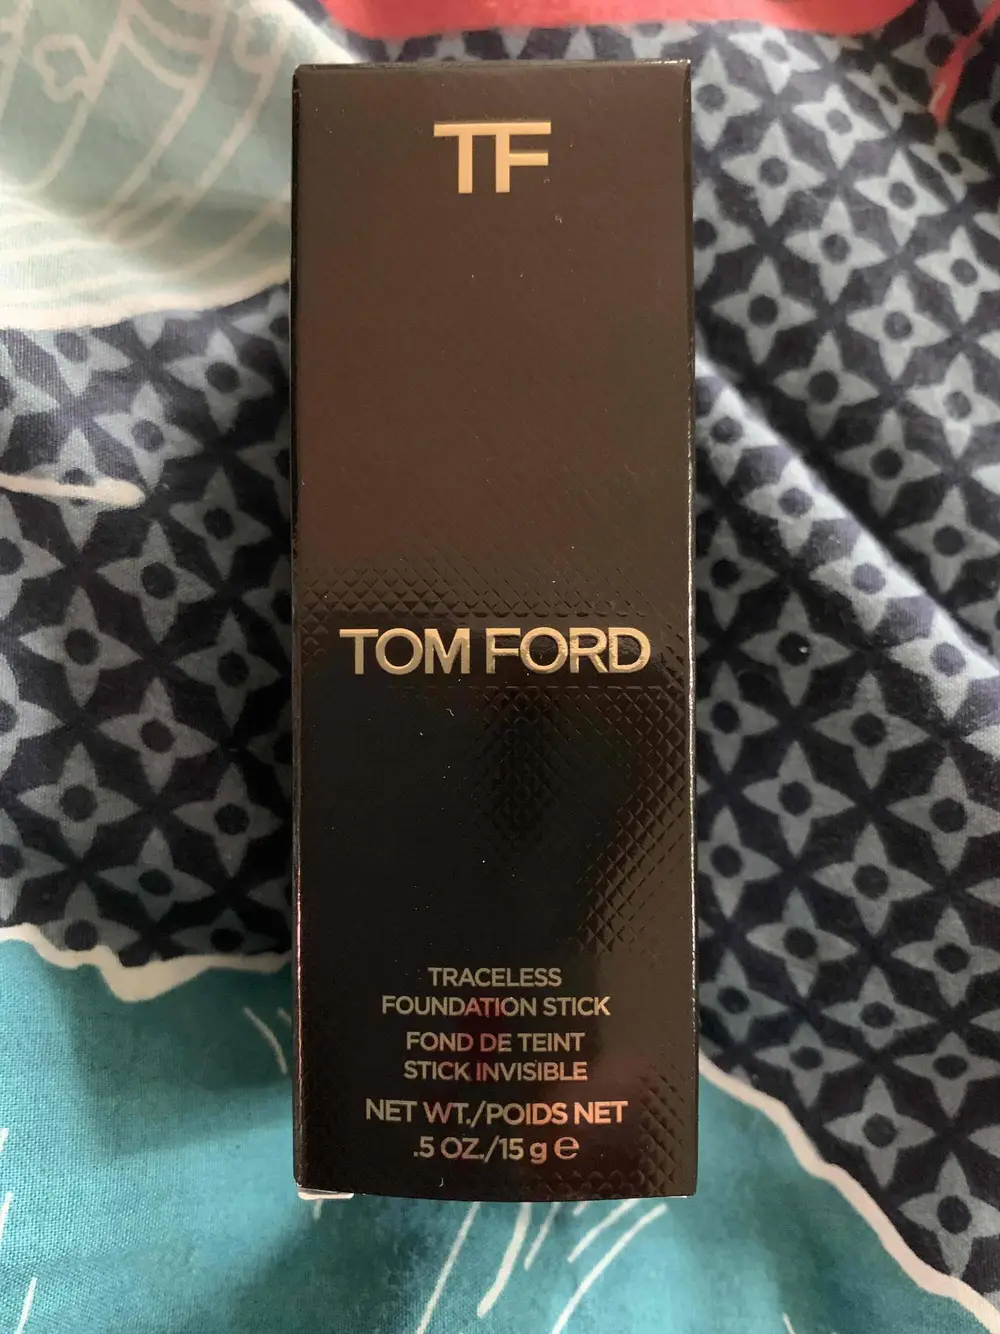 TF
TOM FORD
TRACELESS
FOUNDATION STICK
FOND DE TEINT
STICK INVISIBLE
NET WT./POIDS NET
.5 OZ./15 g ℮